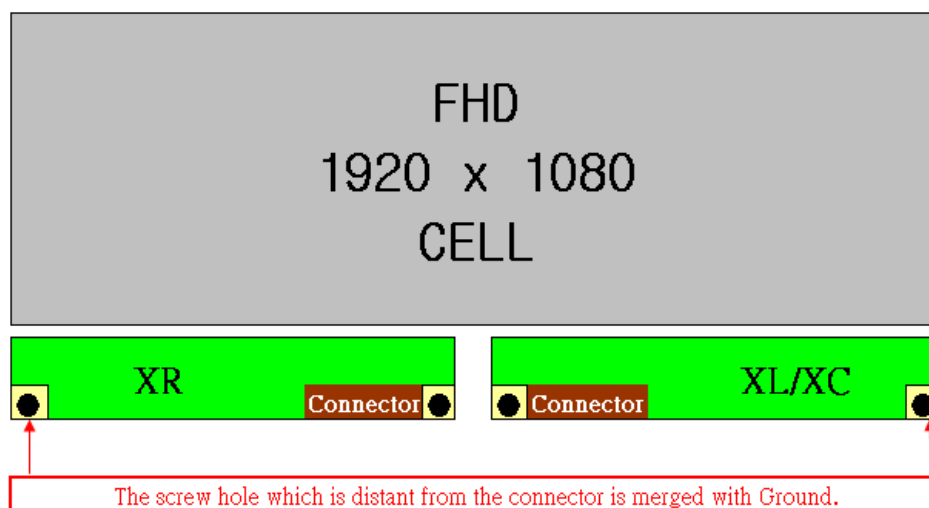 FHD
1920 x 1080
CELL
XR
XL/XC
Connector
Connector
The screw hole which is distant from the connector is merged with Ground.